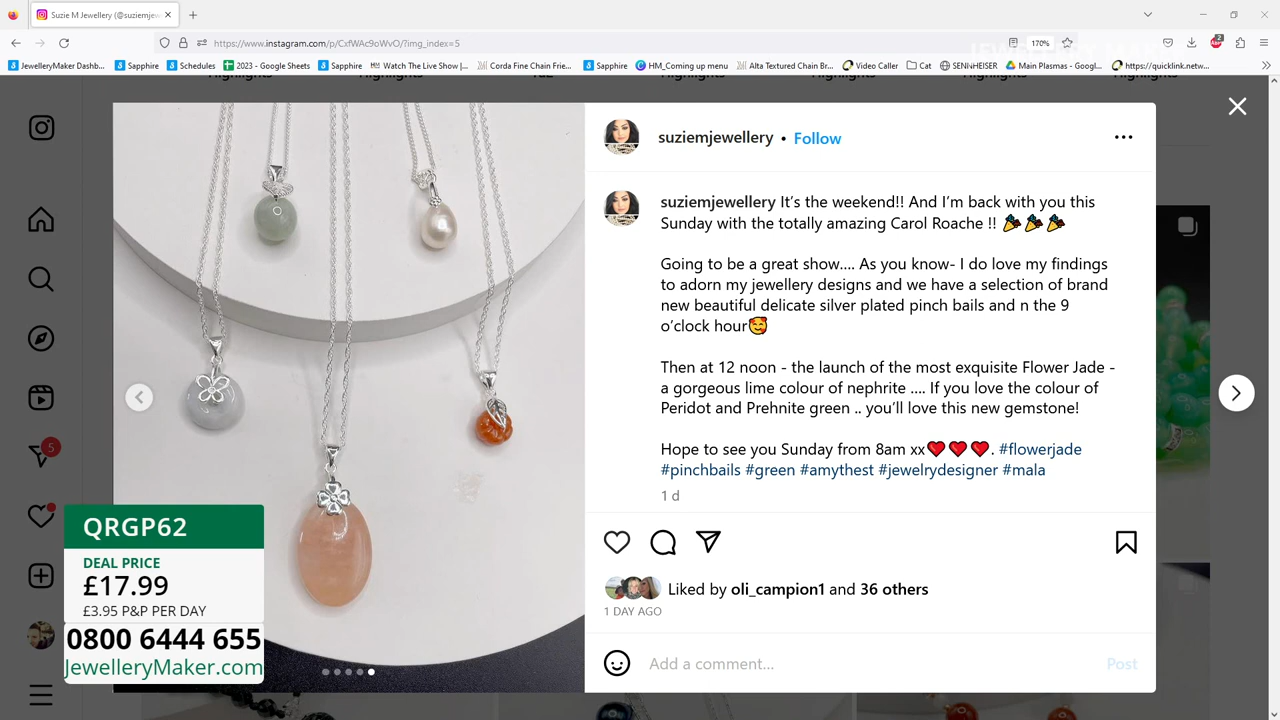 Suzie M Jewellery (@suziemjew
https://www.instagram.com/p/CxfWAc9oWvO/?img_index=5
170%
JewelleryMaker Dashb...
Sapphire
Schedules
2023 - Google Sheets
Sapphire
Watch The Live Show |...
Corda Fine Chain Frie...
Sapphire
HM_Coming up menu
Alta Textured Chain Br...
Video Caller
Cat
SENNHEISER
Main Plasmas - Googl...
https://quicklink.netw...
suziemjewellery • Follow
suziemjewellery It's the weekend!! And I'm back with you this
Sunday with the totally amazing Carol Roache !! 🎉🎉🎉
Going to be a great show.... As you know- I do love my findings
to adorn my jewellery designs and we have a selection of brand
new beautiful delicate silver plated pinch bails and n the 9
o'clock hour🥰
Then at 12 noon - the launch of the most exquisite Flower Jade -
a gorgeous lime colour of nephrite .... If you love the colour of
Peridot and Prehnite green .. you'll love this new gemstone!
Hope to see you Sunday from 8am xx❤️❤️❤️. #flowerjade
#pinchbails #green #amythest #jewelrydesigner #mala
1 d
5
Liked by oli_campion1 and 36 others
1 DAY AGO
Add a comment...
Post
QRGP62
DEAL PRICE
£17.99
£3.95 P&P PER DAY
0800 6444 655
JewelleryMaker.com